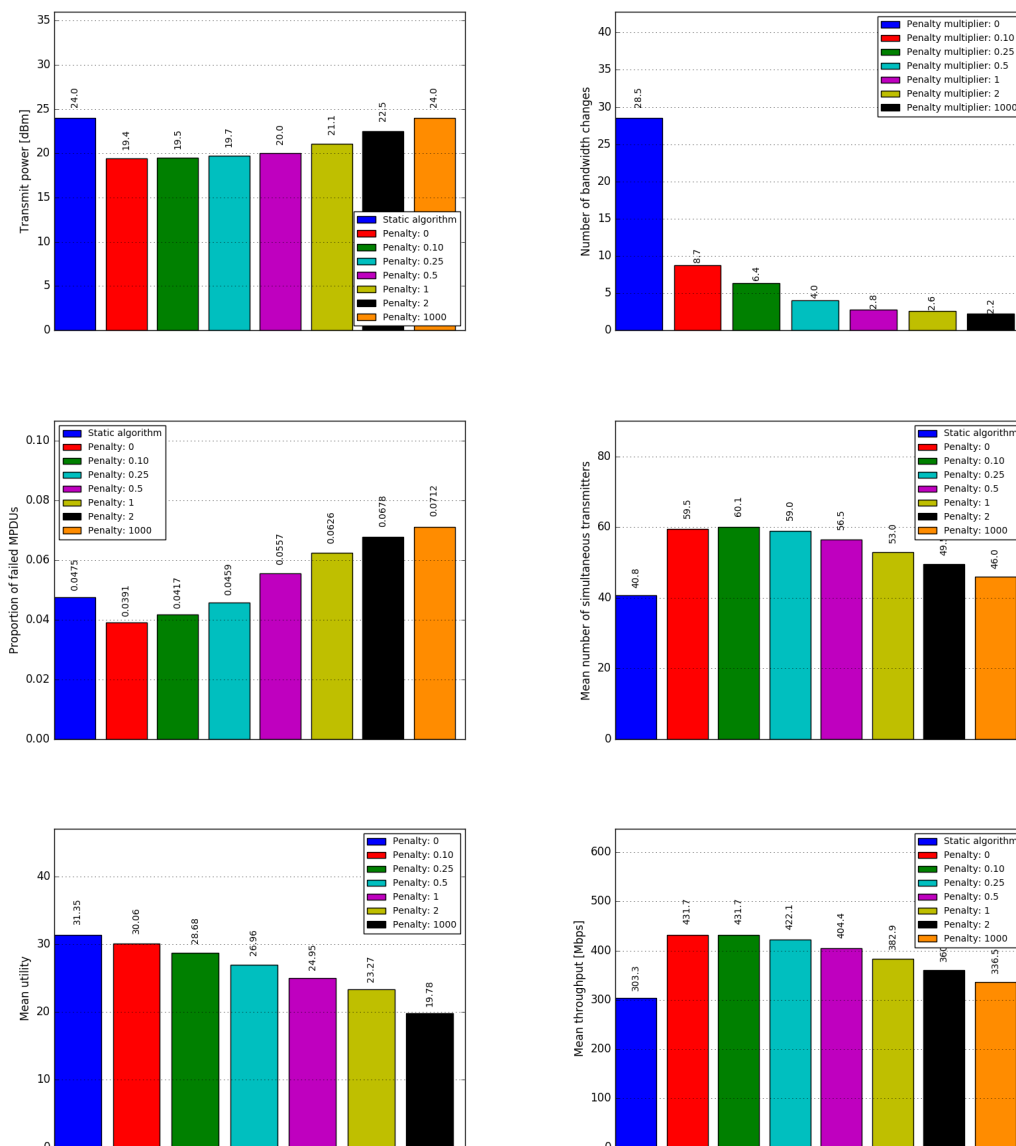 Transmit power [dBm]
35
30
25
20
15
10
5
0
24.0
19.4
19.5
19.7
20.0
21.1
22.5
24.0
Static algorithm
Penalty: 0
Penalty: 0.10
Penalty: 0.25
Penalty: 0.5
Penalty: 1
Penalty: 2
Penalty: 1000
Number of bandwidth changes
40
35
30
25
20
15
10
5
0
28.5
8.7
6.4
4.0
2.8
2.6
2.2
Penalty multiplier: 0
Penalty multiplier: 0.10
Penalty multiplier: 0.25
Penalty multiplier: 0.5
Penalty multiplier: 1
Penalty multiplier: 2
Penalty multiplier: 1000
Proportion of failed MPDUs
0.10
0.08
0.06
0.04
0.02
0.00
0.0475
0.0391
0.0417
0.0459
0.0557
0.0626
0.0678
0.0712
Static algorithm
Penalty: 0
Penalty: 0.10
Penalty: 0.25
Penalty: 0.5
Penalty: 1
Penalty: 2
Penalty: 1000
Mean number of simultaneous transmitters
80
60
40
20
0
40.8
59.5
60.1
59.0
56.5
53.0
46.0
Static algorithm
Penalty: 0
Penalty: 0.10
Penalty: 0.25
Penalty: 0.5
Penalty: 1
Penalty: 2
Penalty: 1000
Mean utility
40
30
20
10
0
31.35
30.06
28.68
26.96
24.95
23.27
19.78
Penalty: 0
Penalty: 0.10
Penalty: 0.25
Penalty: 0.5
Penalty: 1
Penalty: 2
Penalty: 1000
Mean throughput [Mbps]
600
500
400
300
200
100
0
303.3
431.7
431.7
422.1
404.4
382.9
360
336.5
Static algorithm
Penalty: 0
Penalty: 0.10
Penalty: 0.25
Penalty: 0.5
Penalty: 1
Penalty: 2
Penalty: 1000